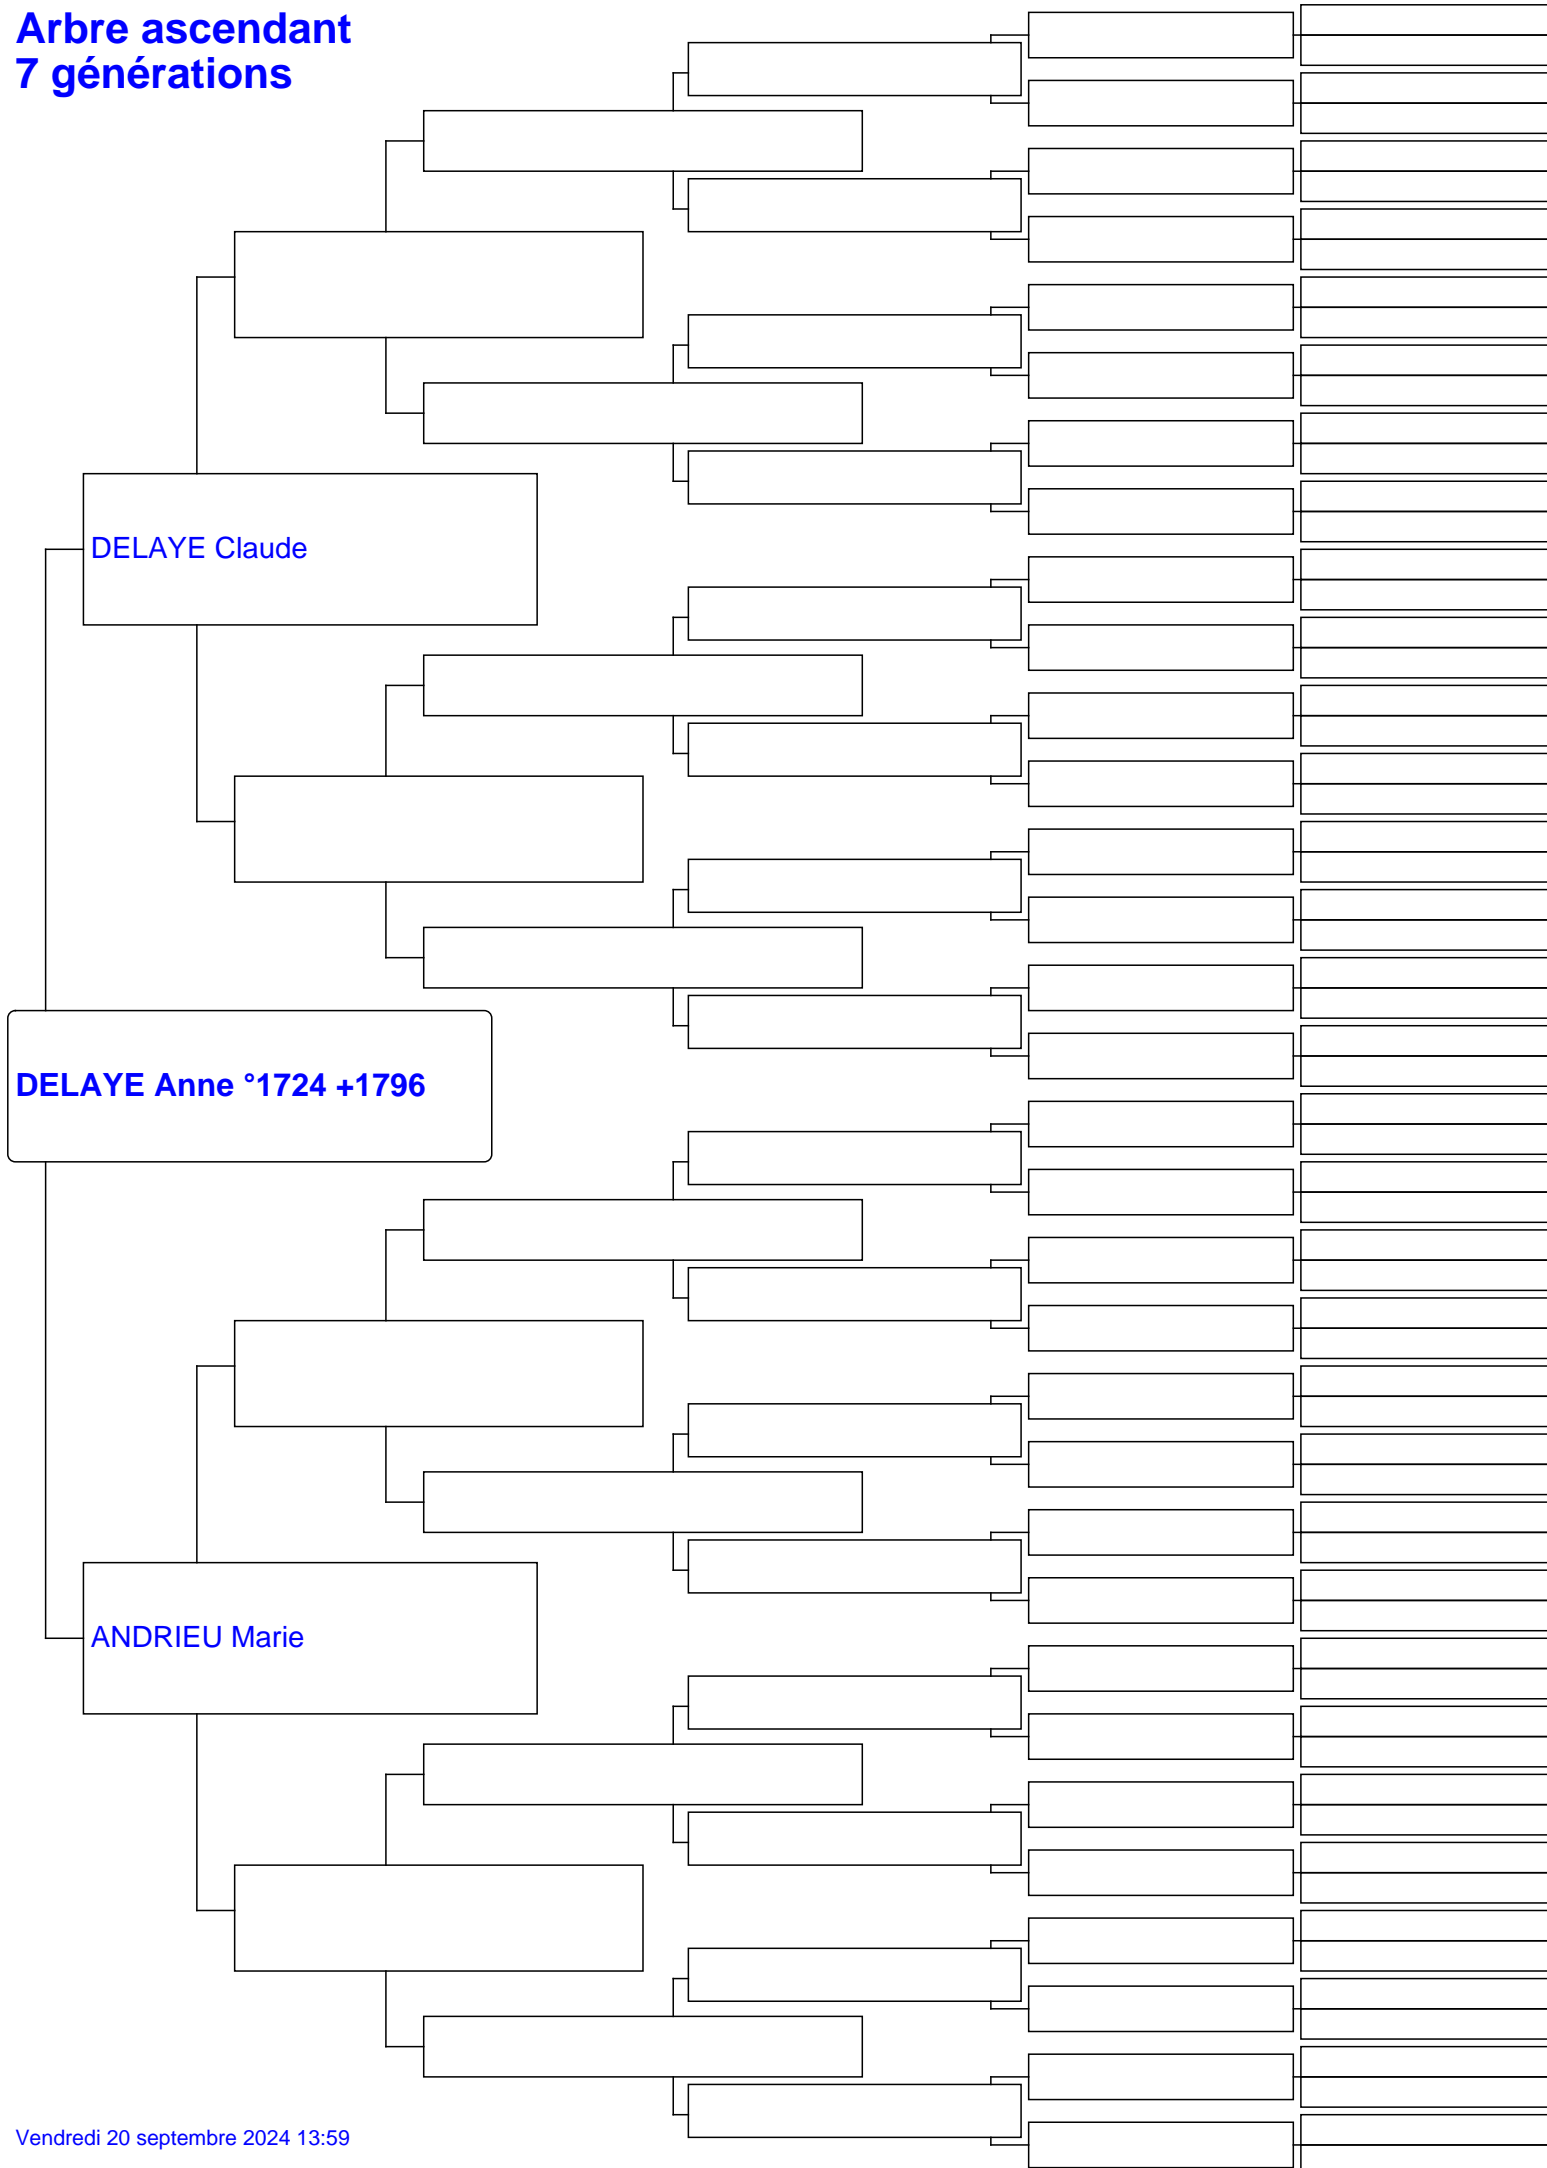 Arbre ascendant
7 générations
DELAYE Claude
DELAYE Anne °1724 +1796
ANDRIEU Marie
Vendredi 20 septembre 2024 13:59